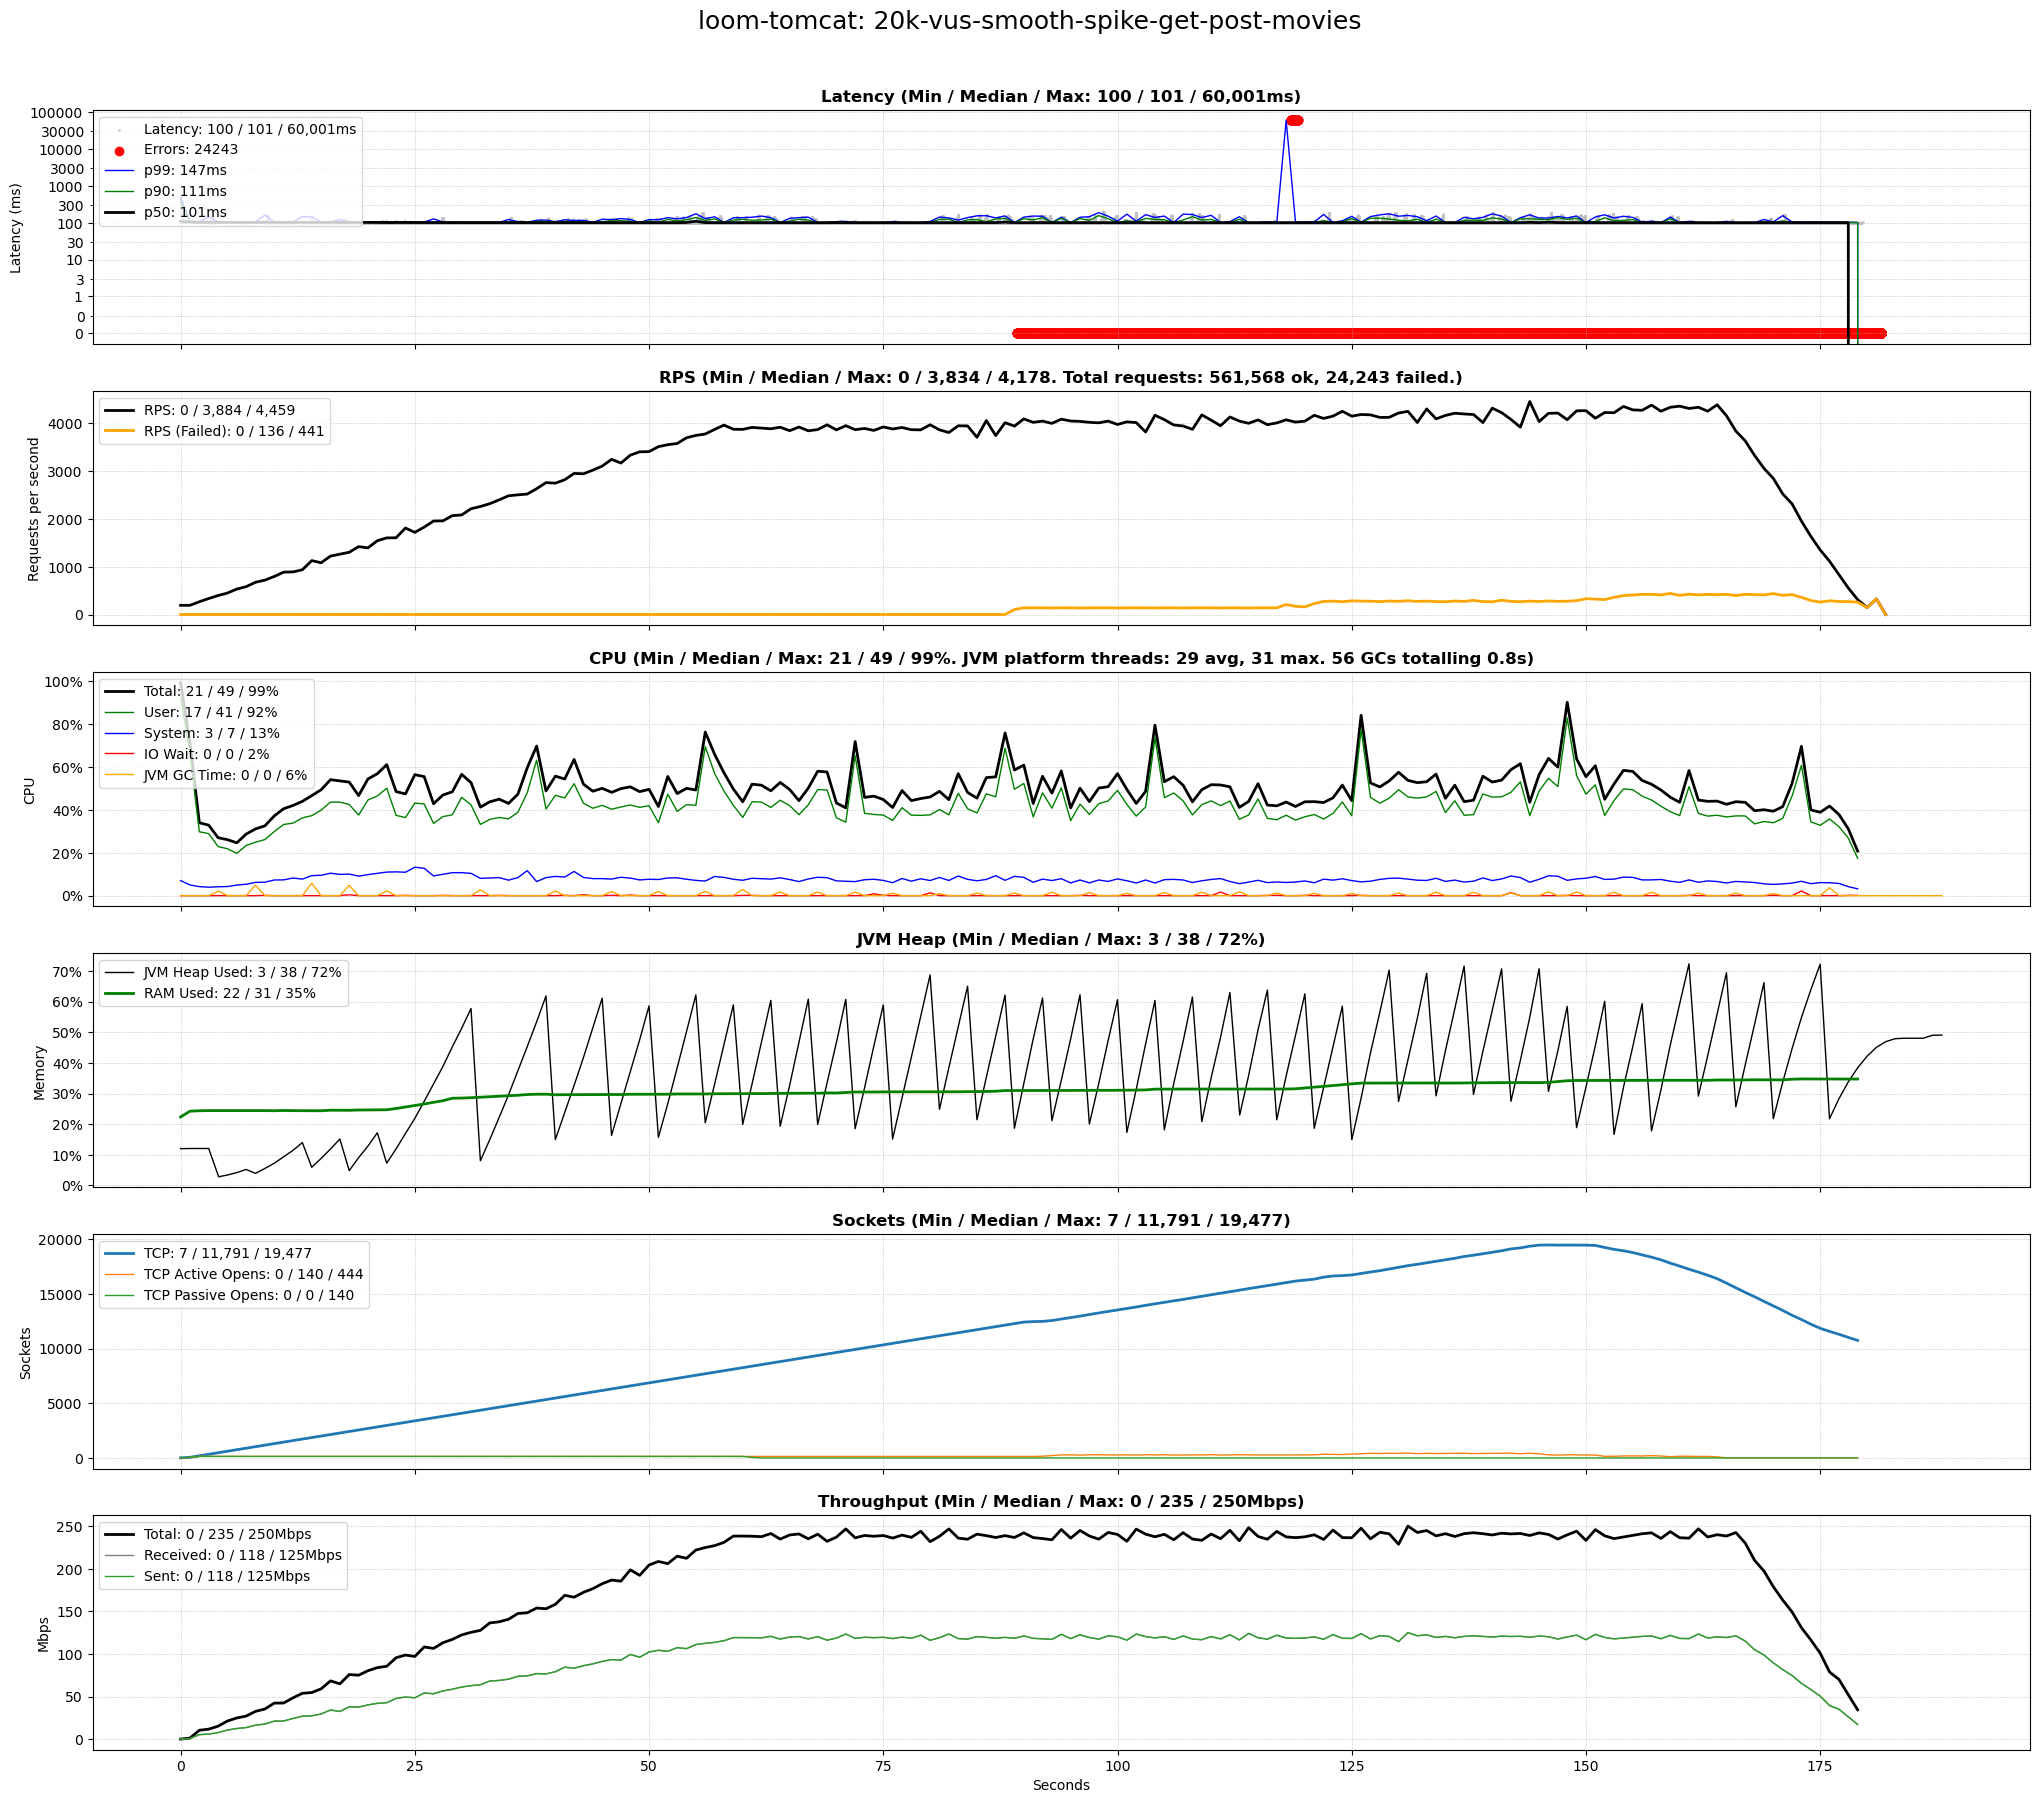 loom-tomcat: 20k-vus-smooth-spike-get-post-movies
Latency (Min / Median / Max: 100 / 101 / 60,001ms)
Latency (ms)
100000
30000
10000
3000
1000
300
100
30
10
3
1
0
0
Latency: 100 / 101 / 60,001ms
Errors: 24243
p99: 147ms
p90: 111ms
p50: 101ms
RPS (Min / Median / Max: 0 / 3,834 / 4,178. Total requests: 561,568 ok, 24,243 failed.)
Requests per second
4000
3000
2000
1000
0
RPS: 0 / 3,884 / 4,459
RPS (Failed): 0 / 136 / 441
CPU (Min / Median / Max: 21 / 49 / 99%. JVM platform threads: 29 avg, 31 max. 56 GCs totalling 0.8s)
CPU
100%
80%
60%
40%
20%
0%
Total: 21 / 49 / 99%
User: 17 / 41 / 92%
System: 3 / 7 / 13%
IO Wait: 0 / 0 / 2%
JVM GC Time: 0 / 0 / 6%
JVM Heap (Min / Median / Max: 3 / 38 / 72%)
Memory
70%
60%
50%
40%
30%
20%
10%
0%
JVM Heap Used: 3 / 38 / 72%
RAM Used: 22 / 31 / 35%
Sockets (Min / Median / Max: 7 / 11,791 / 19,477)
Sockets
20000
15000
10000
5000
0
TCP: 7 / 11,791 / 19,477
TCP Active Opens: 0 / 140 / 444
TCP Passive Opens: 0 / 0 / 140
Throughput (Min / Median / Max: 0 / 235 / 250Mbps)
Mbps
250
200
150
100
50
0
Total: 0 / 235 / 250Mbps
Received: 0 / 118 / 125Mbps
Sent: 0 / 118 / 125Mbps
0 25 50 75 100 125 150 175
Seconds